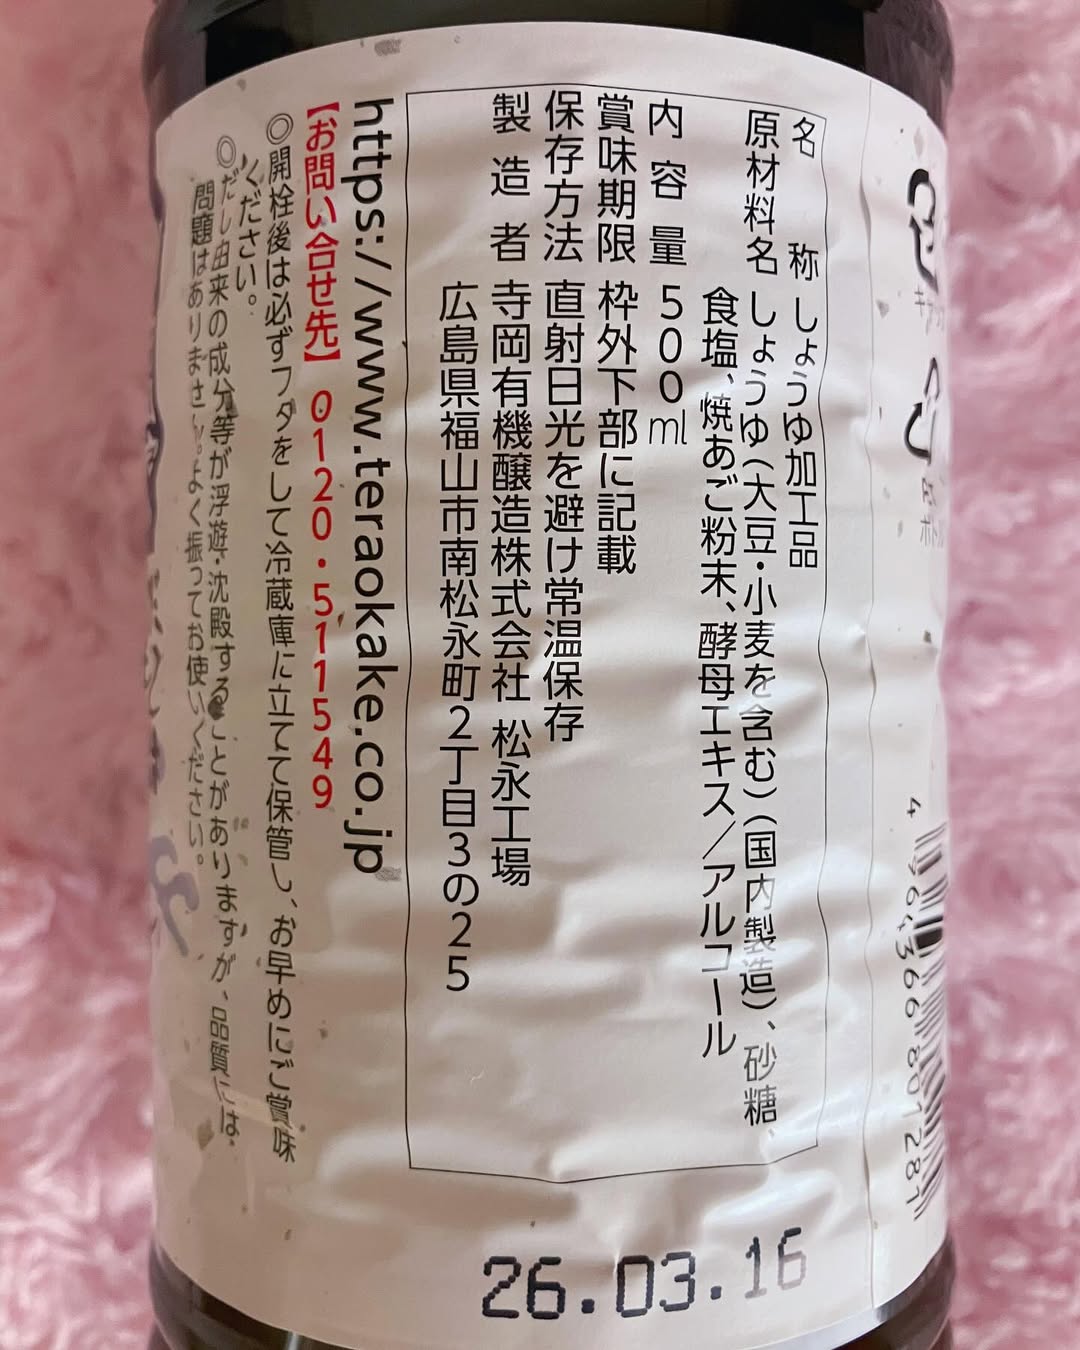 名称 しょうゆ加工品
原材料名 しょうゆ(大豆・小麦を含む)(国内製造)、砂糖、
食塩、焼あご粉末、酵母エキス/アルコール
内容量 500ml
賞味期限 枠外下部に記載
保存方法 直射日光を避け常温保存
製造者 寺岡有機醸造株式会社 松永工場
広島県福山市南松永町2丁目3の25
https://www.teraokake.co.jp
【お問い合せ先】0120・511549
◎開栓後は必ずフタをして冷蔵庫に立てて保管し、お早めにご賞味
ください。
◎だし由来の成分等が浮遊・沈殿することがありますが、品質には
問題はありません。よく振ってお使いください。
26.03.16
4 964366 801281